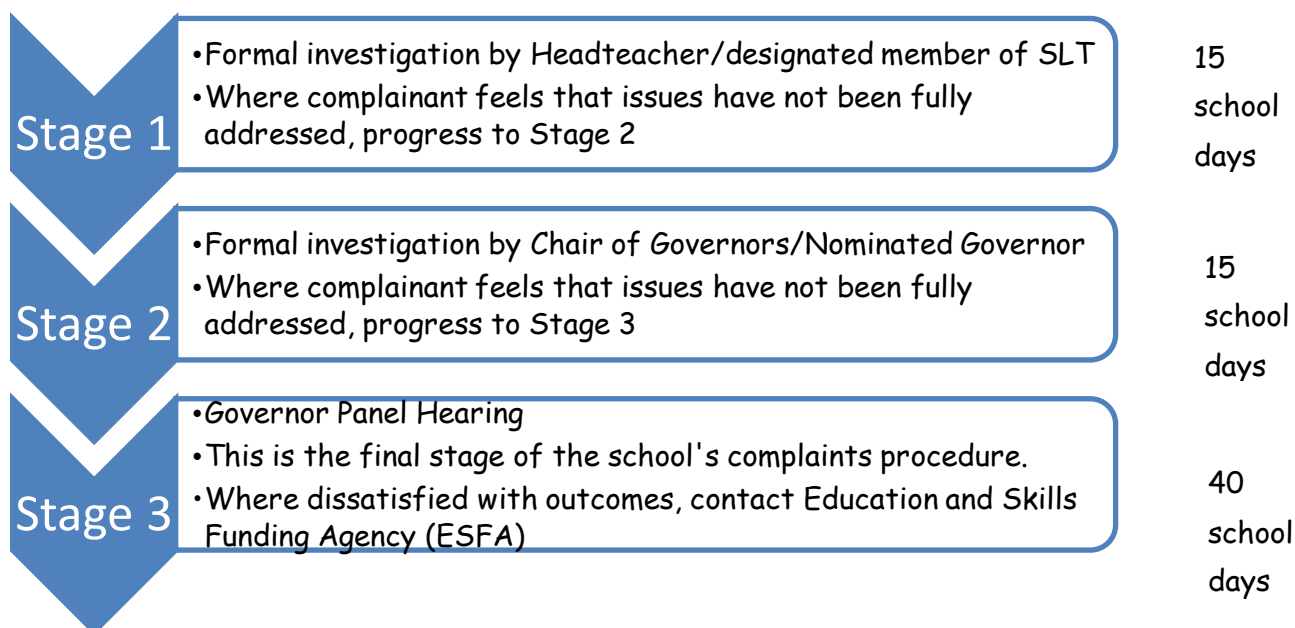 Stage 1
•Formal investigation by Headteacher/designated member of SLT
•Where complainant feels that issues have not been fully
addressed, progress to Stage 2
15
school
days
Stage 2
•Formal investigation by Chair of Governors/Nominated Governor
•Where complainant feels that issues have not been fully
addressed, progress to Stage 3
15
school
days
Stage 3
•Governor Panel Hearing
•This is the final stage of the school's complaints procedure.
•Where dissatisfied with outcomes, contact Education and Skills
Funding Agency (ESFA)
40
school
days